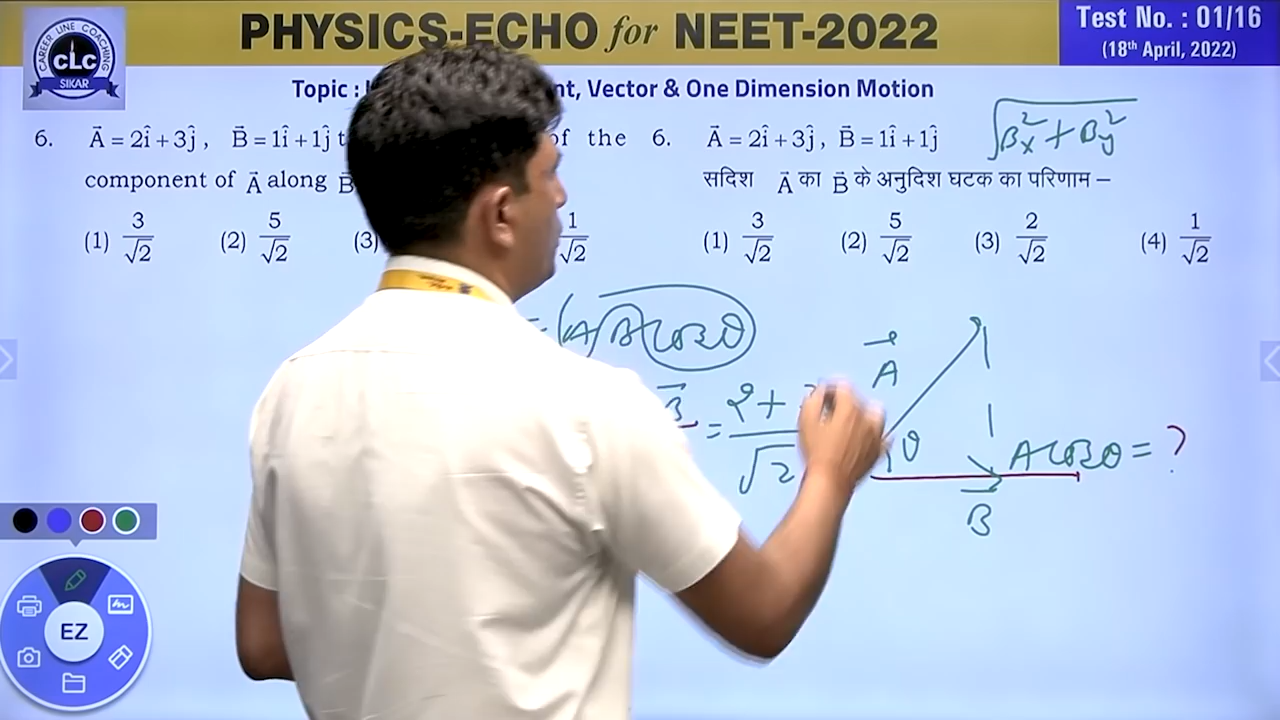 PHYSICS-ECHO for NEET-2022
Test No. : 01/16
(18th April, 2022)
CAREER LINE COACHING
CLC
SIKAR
Topic : nt, Vector & One Dimension Motion
6. A⃗ = 2î + 3ĵ , B⃗ = 1î + 1ĵ of the
component of A⃗ along B⃗
(1) 3/√2 (2) 5/√2 (3) 1/√2
6. A⃗ = 2î + 3ĵ , B⃗ = 1î + 1ĵ
सदिश A⃗ का B⃗ के अनुदिश घटक का परिणाम –
(1) 3/√2 (2) 5/√2 (3) 2/√2 (4) 1/√2
√(Bx² + By²)
= (A) B cosθ
B⃗ = 2 + / √2
A⃗
θ
A cosθ = ?
B⃗
EZ